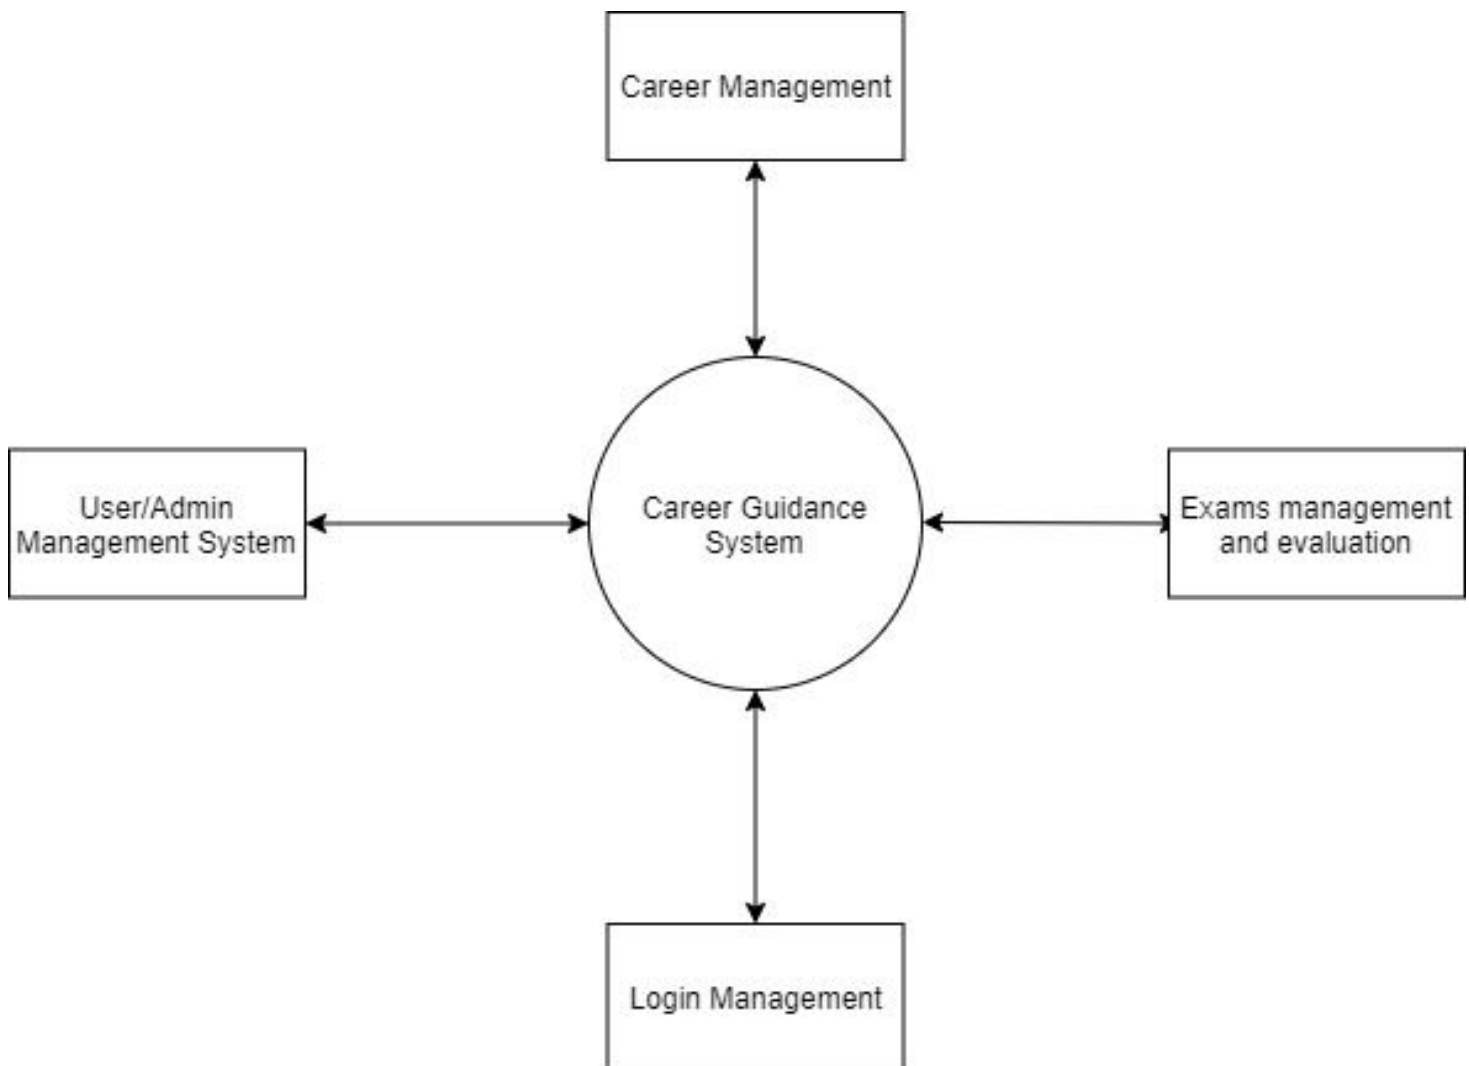 Career Management
User/Admin
Management System
Career Guidance
System
Exams management
and evaluation
Login Management